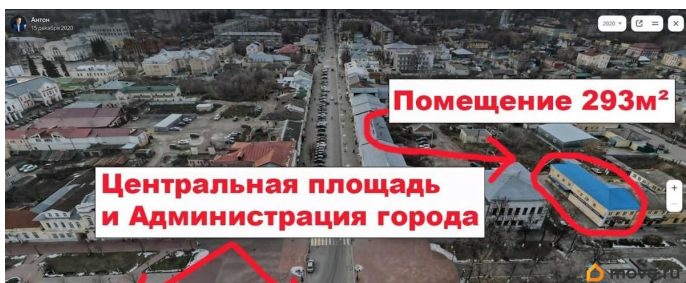 Антон
15 декабря 2020
2020
Помещение 293м²
Центральная площадь
и Администрация города
move.ru